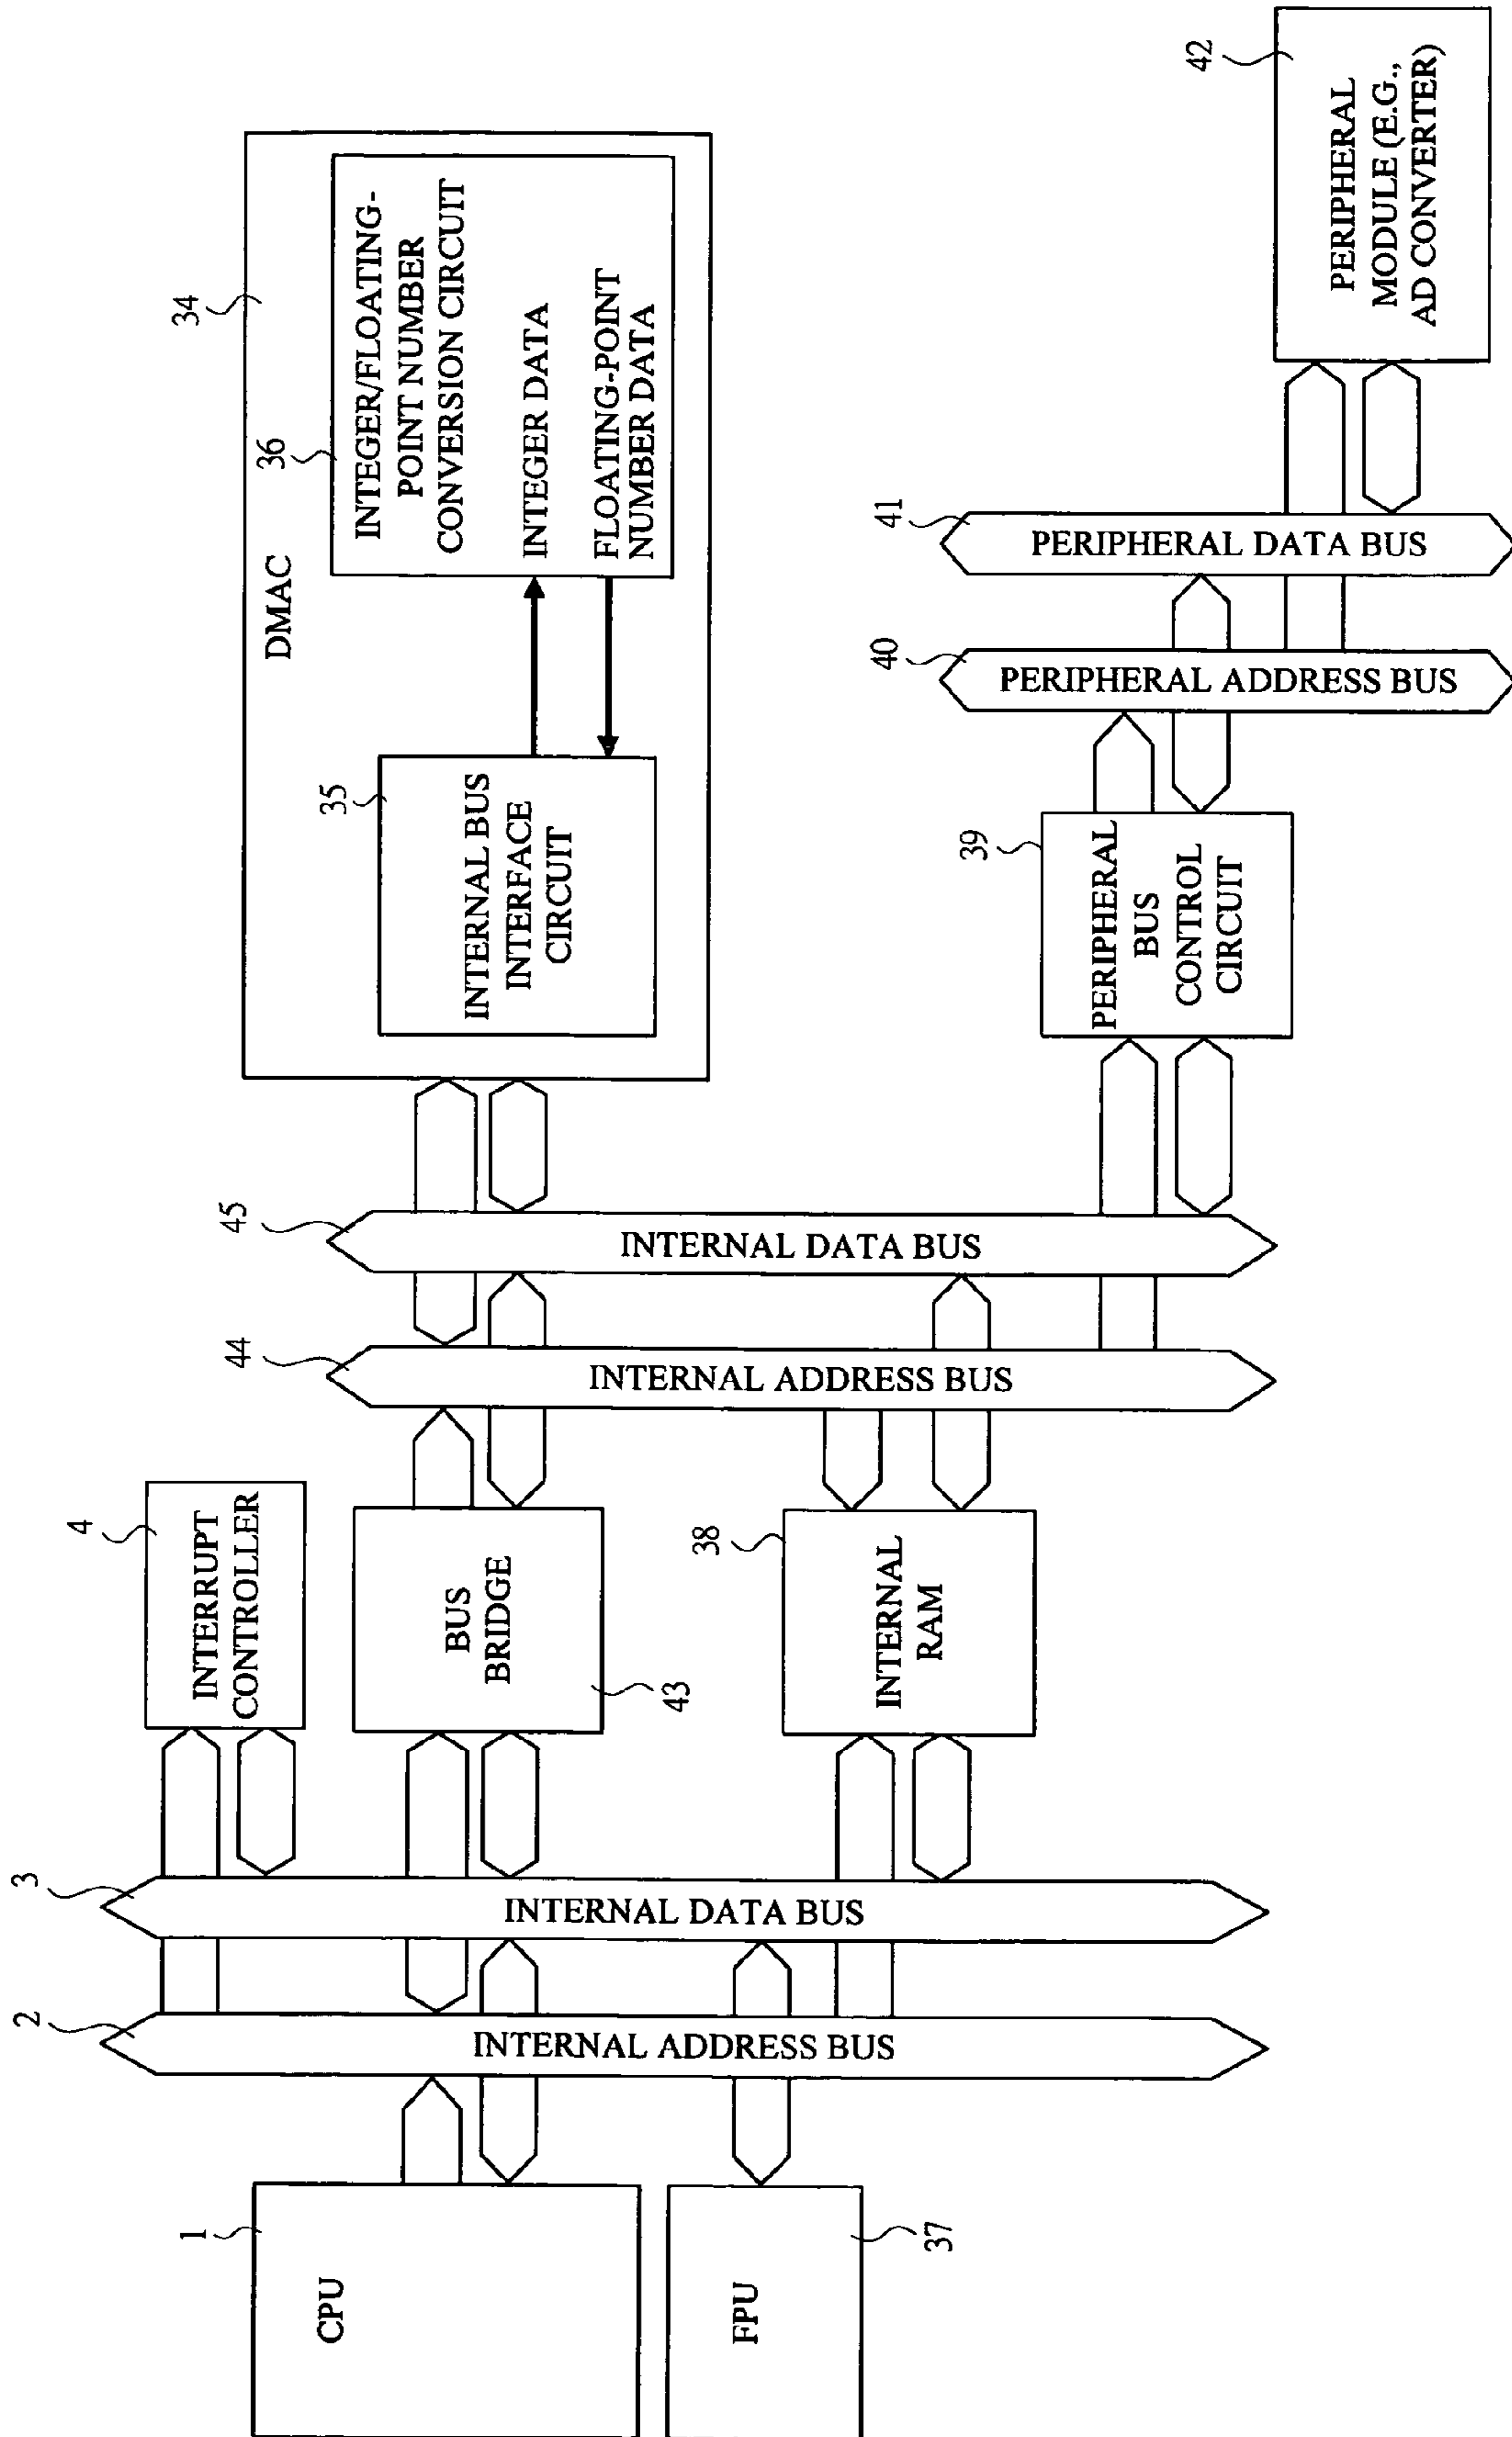 34
DMAC
36
INTEGER/FLOATING-
POINT NUMBER
CONVERSION CIRCUIT
INTEGER DATA
FLOATING-POINT
NUMBER DATA
35
INTERNAL BUS
INTERFACE
CIRCUIT
4
INTERRUPT
CONTROLLER
3
INTERNAL DATA BUS
2
INTERNAL ADDRESS BUS
1
CPU
37
FPU
43
BUS
BRIDGE
38
INTERNAL
RAM
44
INTERNAL ADDRESS BUS
45
INTERNAL DATA BUS
39
PERIPHERAL
BUS
CONTROL
CIRCUIT
40
PERIPHERAL ADDRESS BUS
41
PERIPHERAL DATA BUS
42
PERIPHERAL
MODULE (E.G.,
AD CONVERTER)